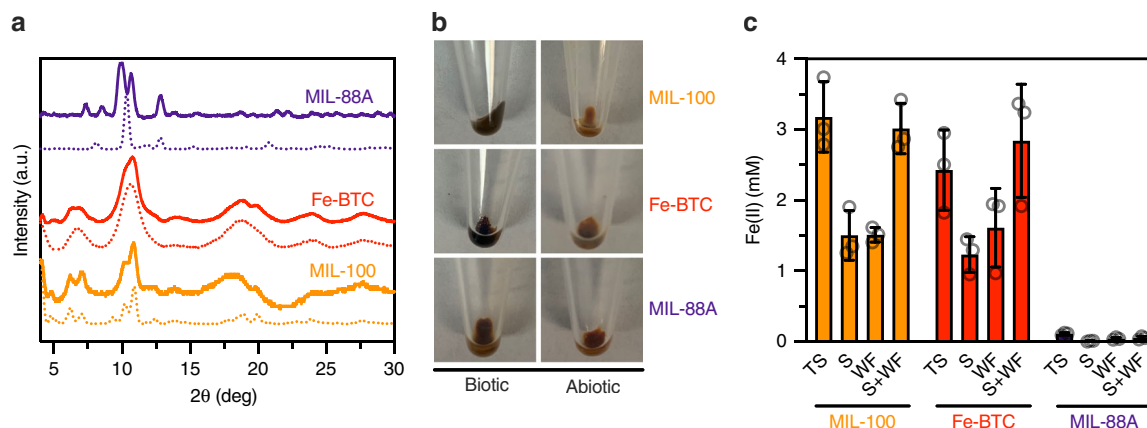 a
MIL-88A
Fe-BTC
MIL-100
Intensity (a.u.)
5 10 15 20 25 30
2θ (deg)
b
MIL-100
Fe-BTC
MIL-88A
Biotic Abiotic
c
Fe(II) (mM)
4
3
2
1
0
TS S WF S+WF TS S WF S+WF TS S WF S+WF
MIL-100 Fe-BTC MIL-88A